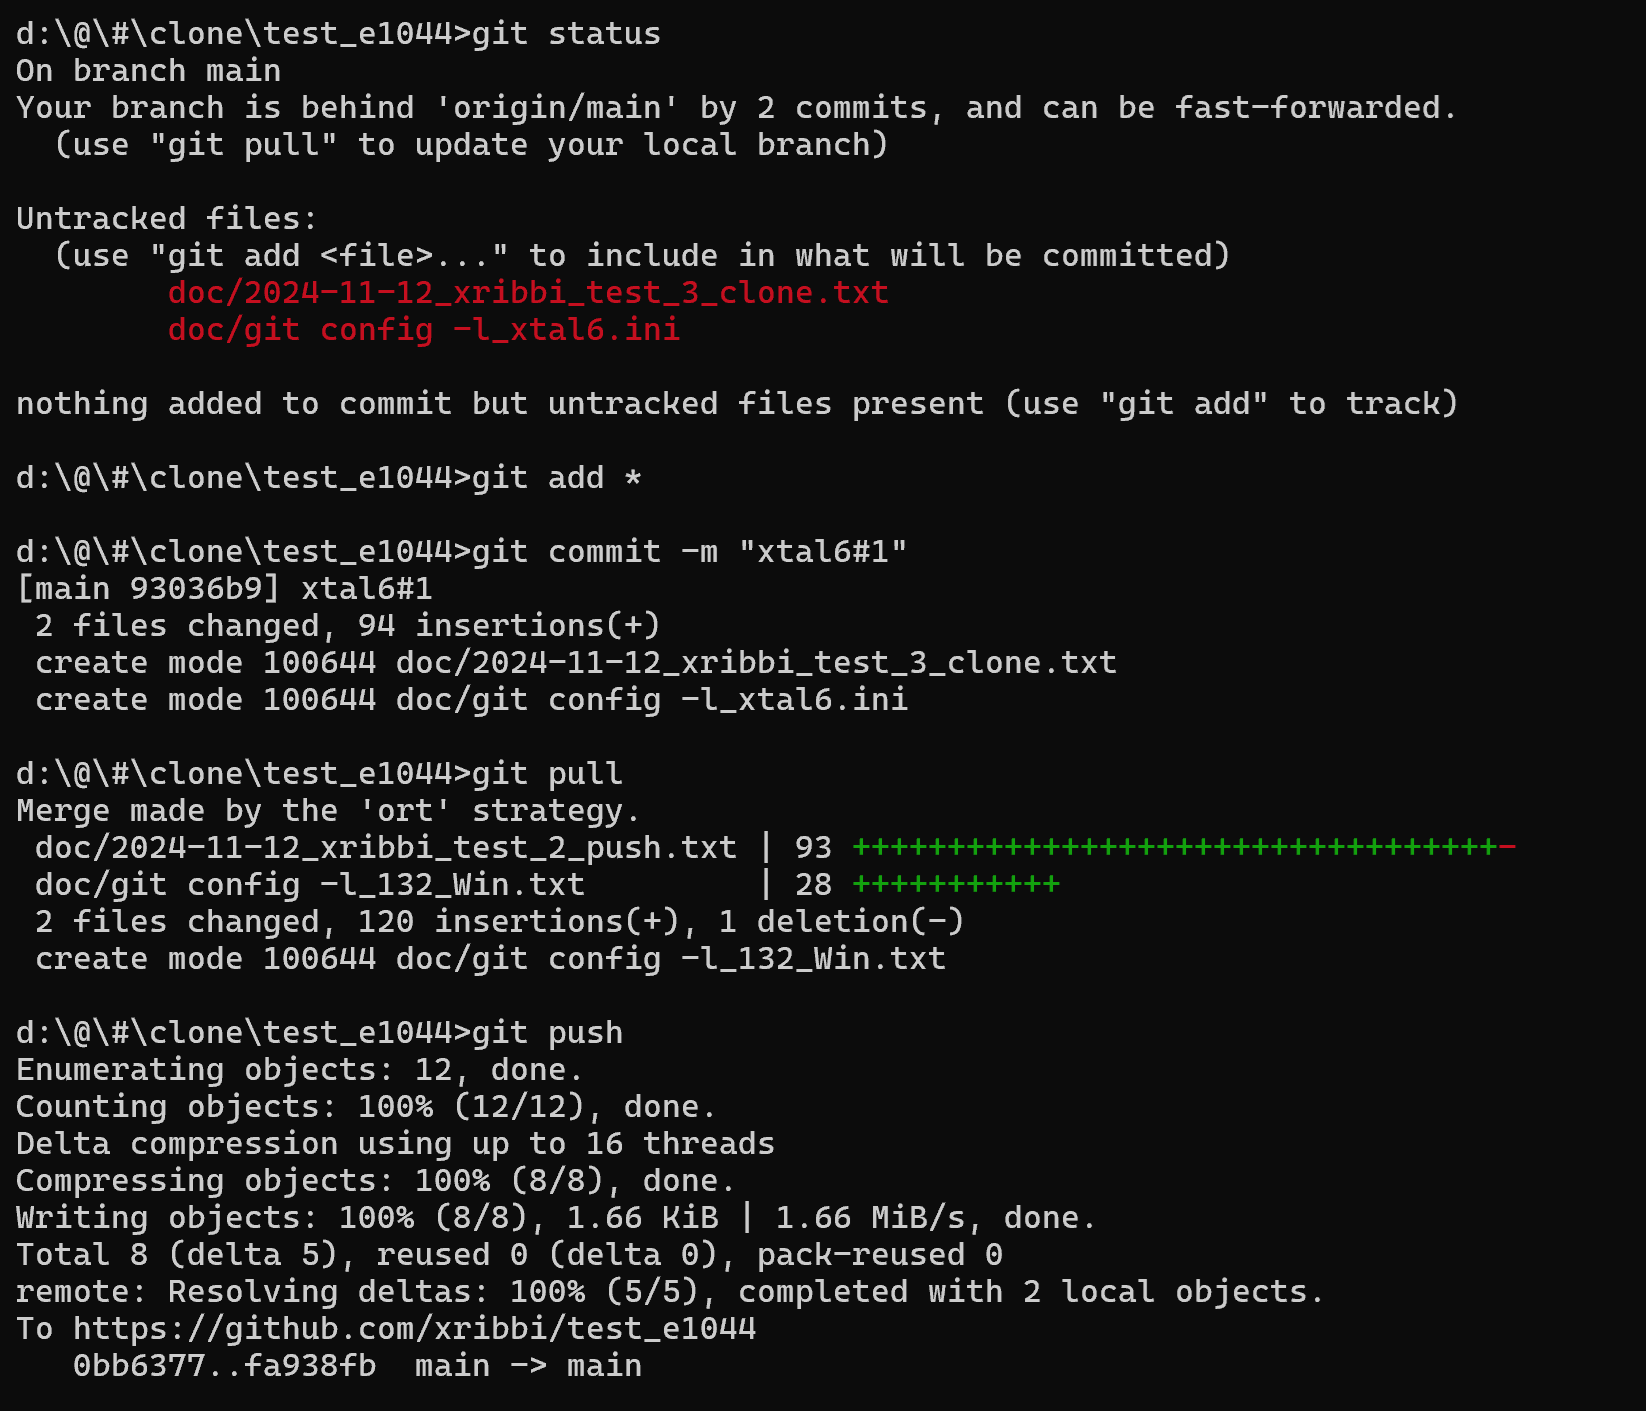 d:\@\#\clone\test_e1044>git status
On branch main
Your branch is behind 'origin/main' by 2 commits, and can be fast-forwarded.
  (use "git pull" to update your local branch)

Untracked files:
  (use "git add <file>..." to include in what will be committed)
        doc/2024-11-12_xribbi_test_3_clone.txt
        doc/git config -l_xtal6.ini

nothing added to commit but untracked files present (use "git add" to track)

d:\@\#\clone\test_e1044>git add *

d:\@\#\clone\test_e1044>git commit -m "xtal6#1"
[main 93036b9] xtal6#1
 2 files changed, 94 insertions(+)
 create mode 100644 doc/2024-11-12_xribbi_test_3_clone.txt
 create mode 100644 doc/git config -l_xtal6.ini

d:\@\#\clone\test_e1044>git pull
Merge made by the 'ort' strategy.
 doc/2024-11-12_xribbi_test_2_push.txt | 93 ++++++++++++++++++++++++++++++++++-
 doc/git config -l_132_Win.txt         | 28 +++++++++++
 2 files changed, 120 insertions(+), 1 deletion(-)
 create mode 100644 doc/git config -l_132_Win.txt

d:\@\#\clone\test_e1044>git push
Enumerating objects: 12, done.
Counting objects: 100% (12/12), done.
Delta compression using up to 16 threads
Compressing objects: 100% (8/8), done.
Writing objects: 100% (8/8), 1.66 KiB | 1.66 MiB/s, done.
Total 8 (delta 5), reused 0 (delta 0), pack-reused 0
remote: Resolving deltas: 100% (5/5), completed with 2 local objects.
To https://github.com/xribbi/test_e1044
   0bb6377..fa938fb  main -> main